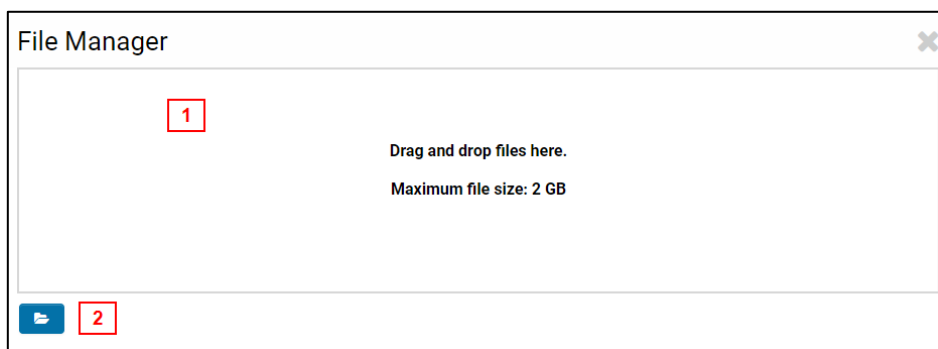 File Manager
1
Drag and drop files here.
Maximum file size: 2 GB
2